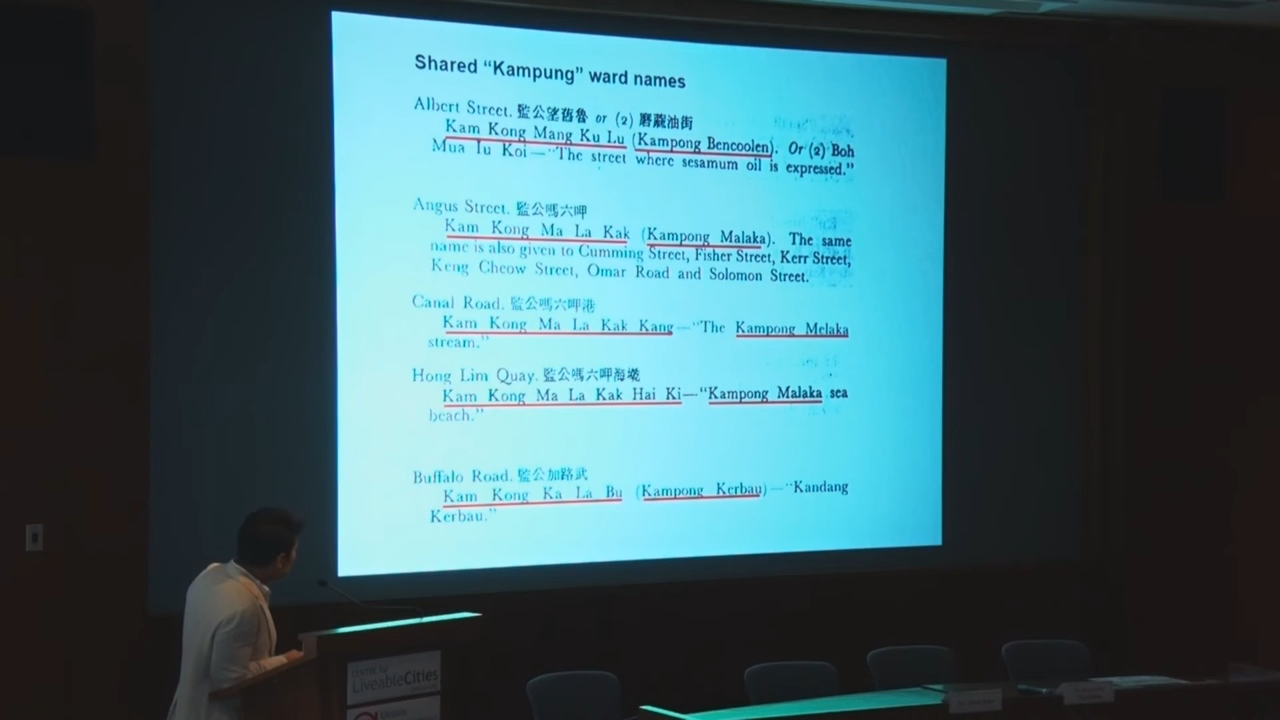 Shared “Kampung” ward names
Albert Street. 監公望舊魯 or (2) 磨蔴油街
Kam Kong Mang Ku Lu (Kampong Bencoolen). Or (2) Boh
Mua Iu Koi—“The street where sesamum oil is expressed.”
Angus Street. 監公嗎六呷
Kam Kong Ma La Kak (Kampong Malaka). The same
name is also given to Cumming Street, Fisher Street, Kerr Street,
Keng Cheow Street, Omar Road and Solomon Street.
Canal Road. 監公嗎六呷港
Kam Kong Ma La Kak Kang—“The Kampong Melaka
stream.”
Hong Lim Quay. 監公嗎六呷海墘
Kam Kong Ma La Kak Hai Ki—“Kampong Malaka sea
beach.”
Buffalo Road. 監公加路武
Kam Kong Ka La Bu (Kampong Kerbau)—“Kandang
Kerbau.”
CENTRE for
LiveableCities